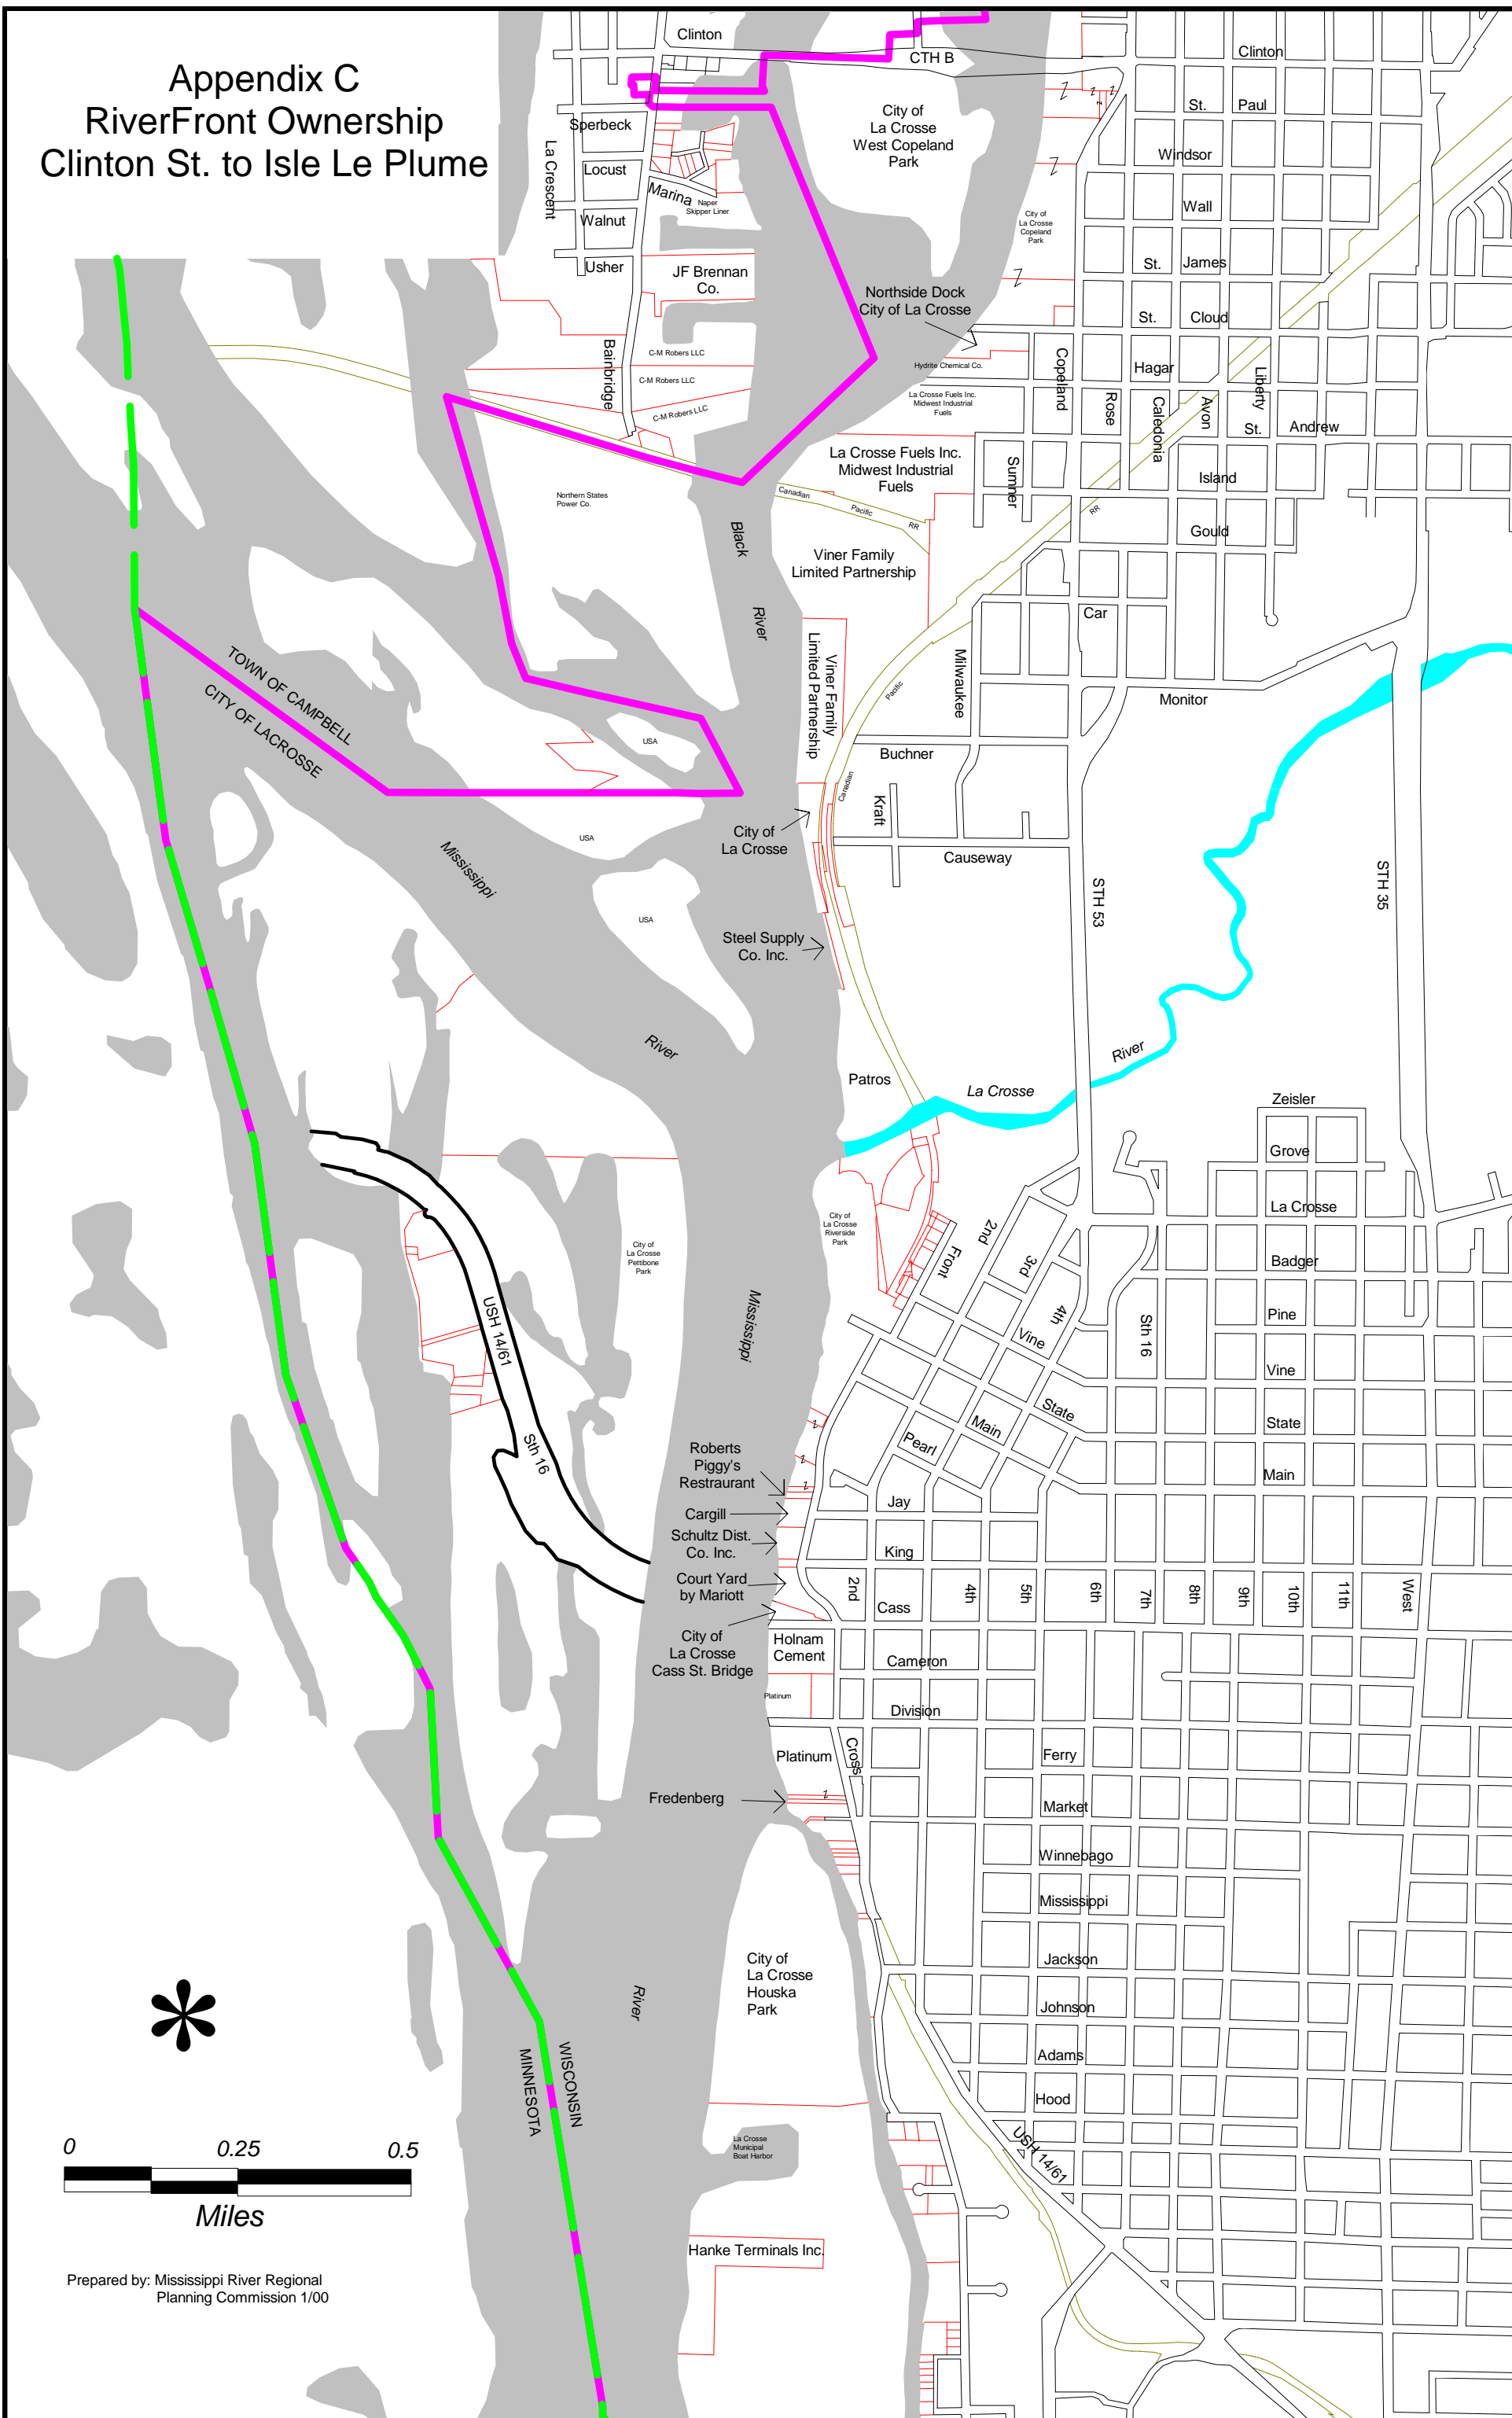 Appendix C
RiverFront Ownership
Clinton St. to Isle Le Plume
Clinton
CTH B
Clinton
City of
La Crosse
West Copeland
Park
St.
Paul
Sperbeck
La Crescent
Locust
Marina
Naper
Skipper Liner
Walnut
Usher
Windsor
Wall
City of
La Crosse
Copeland
Park
St.
James
JF Brennan
Co.
Northside Dock
City of La Crosse
St.
Cloud
Bainbridge
C-M Robers LLC
C-M Robers LLC
C-M Robers LLC
Hydrite Chemical Co.
La Crosse Fuels Inc.
Midwest Industrial
Fuels
Copeland
Hagar
Rose
Caledonia
Avon
Liberty
St.
Andrew
La Crosse Fuels Inc.
Midwest Industrial
Fuels
Sumner
Island
Northern States
Power Co.
Canadian
Pacific
RR
RR
Gould
Black
River
Viner Family
Limited Partnership
Car
Viner Family
Limited Partnership
Milwaukee
Pacific
Canadian
Monitor
TOWN OF CAMPBELL
CITY OF LACROSSE
USA
Buchner
Kraft
City of
La Crosse
Causeway
USA
Mississippi
USA
STH 53
STH 35
Steel Supply
Co. Inc.
River
Patros
La Crosse
River
Zeisler
Grove
La Crosse
City of
La Crosse
Riverside
Park
2nd
Front
3rd
4th
Badger
City of
La Crosse
Pettibone
Park
USH 14/61
Mississippi
Vine
Sth 16
Pine
Vine
State
State
Main
Pearl
Main
Sth 16
Roberts
Piggy's
Restraurant
Jay
Cargill
Schultz Dist.
Co. Inc.
King
Court Yard
by Mariott
2nd
Cass
4th
5th
6th
7th
8th
9th
10th
11th
West
City of
La Crosse
Cass St. Bridge
Holnam
Cement
Cameron
Platinum
Division
Platinum
Cross
Ferry
Fredenberg
Market
Winnebago
Mississippi
City of
La Crosse
Houska
Park
Jackson
River
Johnson
Adams
WISCONSIN
MINNESOTA
Hood
USH 14/61
La Crosse
Municipal
Boat Harbor
0
0.25
0.5
Miles
Hanke Terminals Inc.
Prepared by: Mississippi River Regional
Planning Commission 1/00